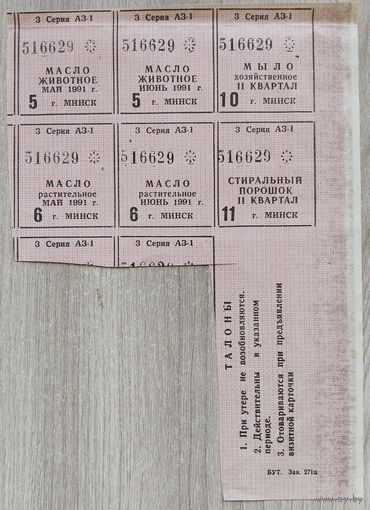 3 Серия АЗ-1
516629
МАСЛО
ЖИВОТНОЕ
МАЙ 1991 г.
5 г. МИНСК
3 Серия АЗ-1
516629
МАСЛО
ЖИВОТНОЕ
ИЮНЬ 1991 г.
5 г. МИНСК
3 Серия АЗ-1
516629
МЫЛО
хозяйственное
II КВАРТАЛ
10 г. МИНСК
3 Серия АЗ-1
516629
МАСЛО
растительное
МАЙ 1991 г.
6 г. МИНСК
3 Серия АЗ-1
516629
МАСЛО
растительное
ИЮНЬ 1991 г.
6 г. МИНСК
3 Серия АЗ-1
516629
СТИРАЛЬНЫЙ
ПОРОШОК
II КВАРТАЛ
11 г. МИНСК
3 Серия АЗ-1
3 Серия АЗ-1
ТАЛОНЫ
1. При утере не возобновляются.
2. Действительны в указанном
периоде.
3. Отовариваются при предъявлении
визитной карточки
БУТ. Зак. 271ц